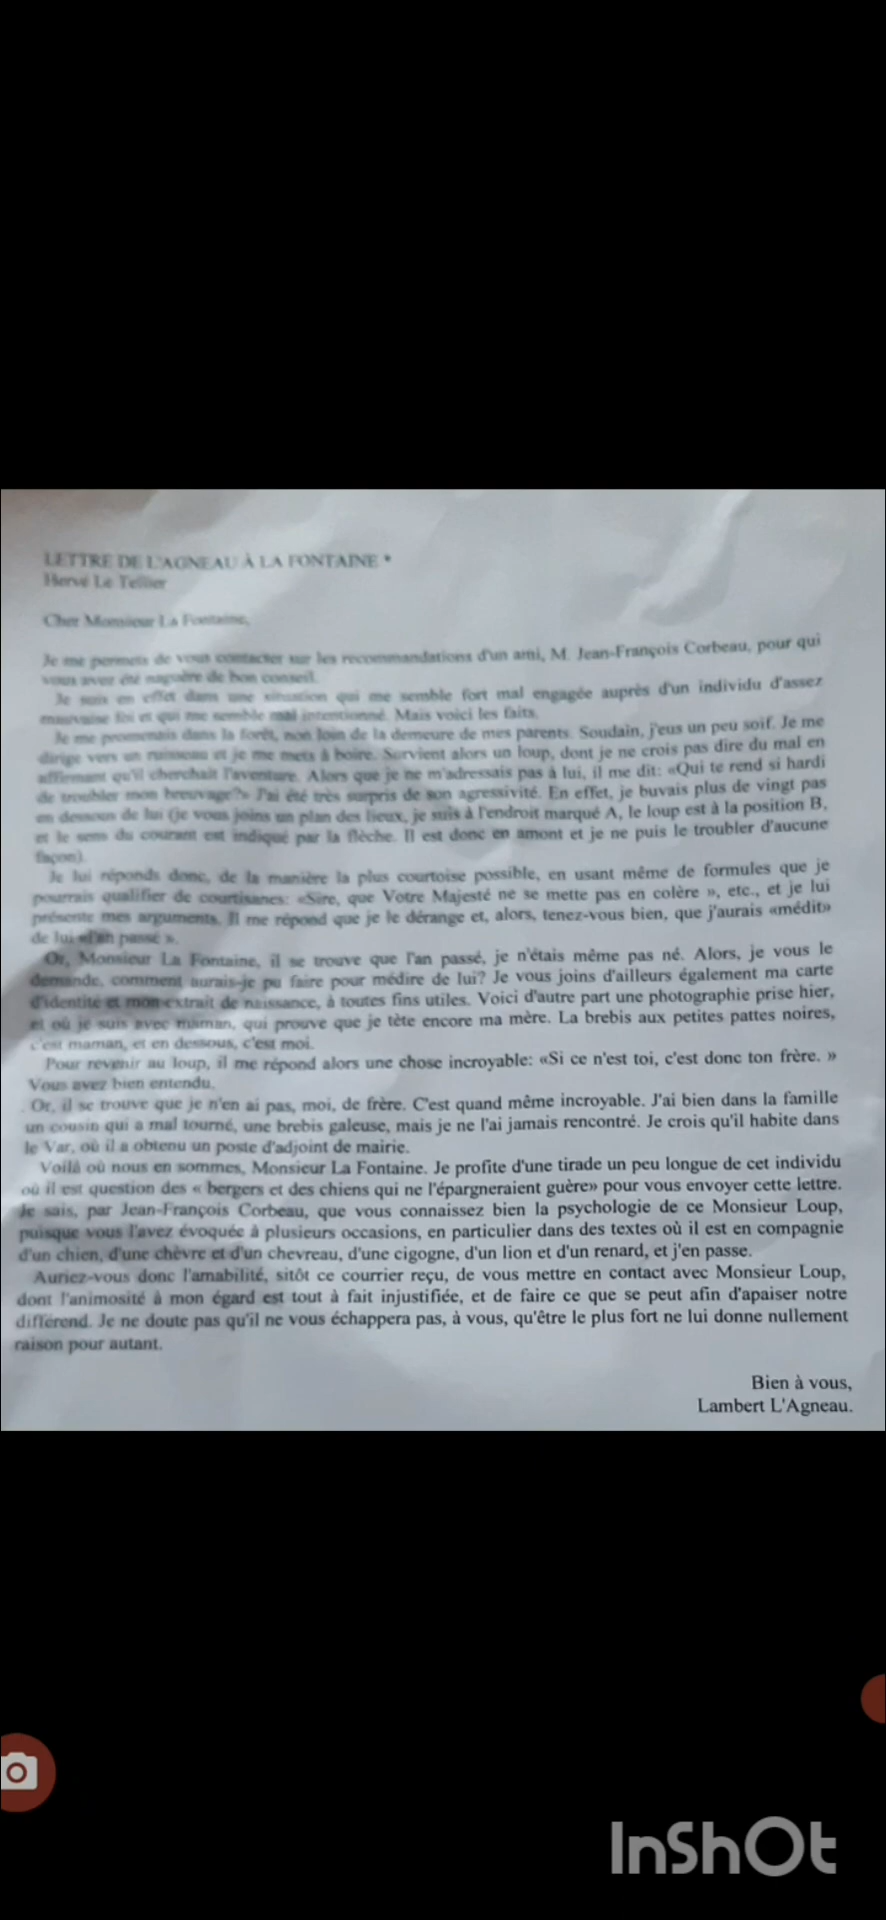 LETTRE DE L'AGNEAU À LA FONTAINE *
Hervé Le Tellier
Cher Monsieur La Fontaine,
Je me permets de vous contacter sur les recommandations d'un ami, M. Jean-François Corbeau, pour qui
vous avez été naguère de bon conseil.
Je suis en effet dans une situation qui me semble fort mal engagée auprès d'un individu d'assez
mauvaise foi et qui me semble mal intentionné. Mais voici les faits.
Je me promenais dans la forêt, non loin de la demeure de mes parents. Soudain, j'eus un peu soif. Je me
dirige vers un ruisseau et je me mets à boire. Survient alors un loup, dont je ne crois pas dire du mal en
affirmant qu'il cherchait l'aventure. Alors que je ne m'adressais pas à lui, il me dit: «Qui te rend si hardi
de troubler mon breuvage?» J'ai été très surpris de son agressivité. En effet, je buvais plus de vingt pas
en dessous de lui (je vous joins un plan des lieux, je suis à l'endroit marqué A, le loup est à la position B,
et le sens du courant est indiqué par la flèche. Il est donc en amont et je ne puis le troubler d'aucune
façon).
Je lui réponds donc, de la manière la plus courtoise possible, en usant même de formules que je
pourrais qualifier de courtisanes: «Sire, que Votre Majesté ne se mette pas en colère », etc., et je lui
présente mes arguments. Il me répond que je le dérange et, alors, tenez-vous bien, que j'aurais «médit»
de lui «l'an passé ».
Or, Monsieur La Fontaine, il se trouve que l'an passé, je n'étais même pas né. Alors, je vous le
demande, comment aurais-je pu faire pour médire de lui? Je vous joins d'ailleurs également ma carte
d'identité et mon extrait de naissance, à toutes fins utiles. Voici d'autre part une photographie prise hier,
et où je suis avec maman, qui prouve que je tète encore ma mère. La brebis aux petites pattes noires,
c'est maman, et en dessous, c'est moi.
Pour revenir au loup, il me répond alors une chose incroyable: «Si ce n'est toi, c'est donc ton frère. »
Vous avez bien entendu.
Or, il se trouve que je n'en ai pas, moi, de frère. C'est quand même incroyable. J'ai bien dans la famille
un cousin qui a mal tourné, une brebis galeuse, mais je ne l'ai jamais rencontré. Je crois qu'il habite dans
le Var, où il a obtenu un poste d'adjoint de mairie.
Voilà où nous en sommes, Monsieur La Fontaine. Je profite d'une tirade un peu longue de cet individu
où il est question des « bergers et des chiens qui ne l'épargneraient guère» pour vous envoyer cette lettre.
Je sais, par Jean-François Corbeau, que vous connaissez bien la psychologie de ce Monsieur Loup,
puisque vous l'avez évoquée à plusieurs occasions, en particulier dans des textes où il est en compagnie
d'un chien, d'une chèvre et d'un chevreau, d'une cigogne, d'un lion et d'un renard, et j'en passe.
Auriez-vous donc l'amabilité, sitôt ce courrier reçu, de vous mettre en contact avec Monsieur Loup,
dont l'animosité à mon égard est tout à fait injustifiée, et de faire ce que se peut afin d'apaiser notre
différend. Je ne doute pas qu'il ne vous échappera pas, à vous, qu'être le plus fort ne lui donne nullement
raison pour autant.
Bien à vous,
Lambert L'Agneau.
InShOt